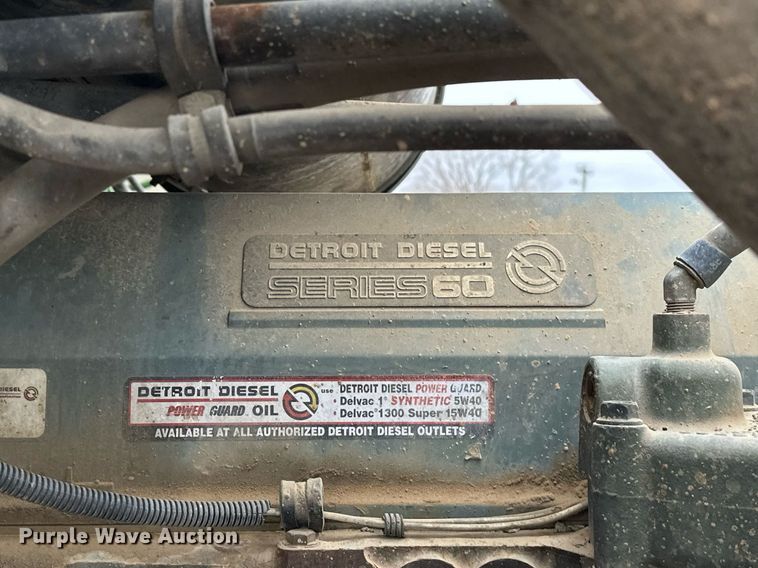 DETROIT DIESEL
SERIES 60
DIESEL
DETROIT DIESEL
POWER GUARD OIL
use
DETROIT DIESEL POWER GUARD
• Delvac 1® SYNTHETIC 5W40
• Delvac®1300 Super 15W40
AVAILABLE AT ALL AUTHORIZED DETROIT DIESEL OUTLETS
Purple Wave Auction